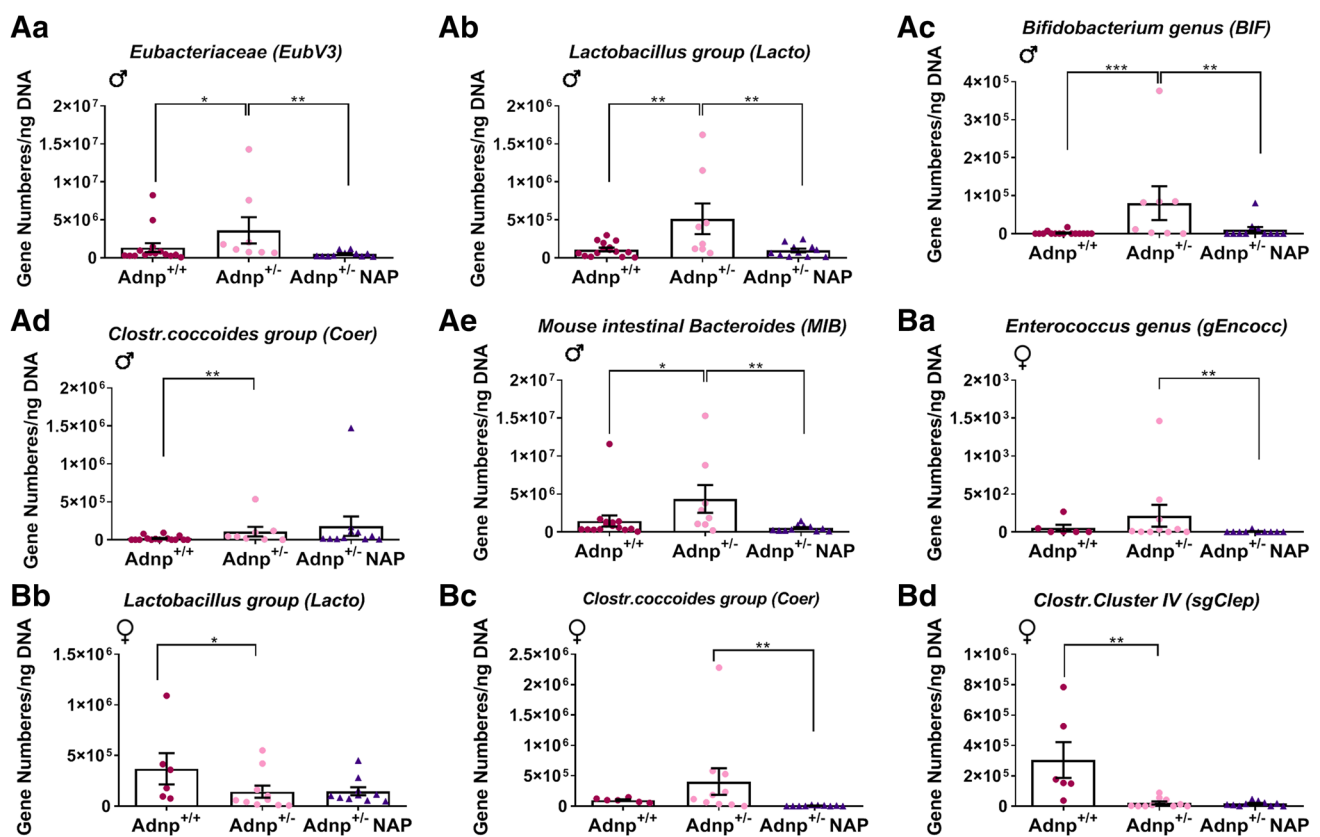 Aa
Eubacteriaceae (EubV3)
♂
Gene Numberes/ng DNA
2×10⁷
1.5×10⁷
1×10⁷
5×10⁶
0
* **
Adnp+/+ Adnp+/- Adnp+/- NAP
Ab
Lactobacillus group (Lacto)
♂
Gene Numberes/ng DNA
2×10⁶
2×10⁶
1×10⁶
5×10⁵
0
** **
Adnp+/+ Adnp+/- Adnp+/- NAP
Ac
Bifidobacterium genus (BIF)
♂
Gene Numberes/ng DNA
4×10⁵
3×10⁵
2×10⁵
1×10⁵
0
*** **
Adnp+/+ Adnp+/- Adnp+/- NAP
Ad
Clostr.coccoides group (Coer)
♂
Gene Numberes/ng DNA
2×10⁶
2×10⁶
1×10⁶
5×10⁵
0
**
Adnp+/+ Adnp+/- Adnp+/- NAP
Ae
Mouse intestinal Bacteroides (MIB)
♂
Gene Numberes/ng DNA
2×10⁷
2×10⁷
1×10⁷
5×10⁶
0
* **
Adnp+/+ Adnp+/- Adnp+/- NAP
Ba
Enterococcus genus (gEncocc)
♀
Gene Numberes/ng DNA
2×10³
2×10³
1×10³
5×10²
0
**
Adnp+/+ Adnp+/- Adnp+/- NAP
Bb
Lactobacillus group (Lacto)
♀
Gene Numberes/ng DNA
1.5×10⁶
1×10⁶
5×10⁵
0
*
Adnp+/+ Adnp+/- Adnp+/- NAP
Bc
Clostr.coccoides group (Coer)
♀
Gene Numberes/ng DNA
2.5×10⁶
2×10⁶
1.5×10⁶
1×10⁶
5×10⁵
0
**
Adnp+/+ Adnp+/- Adnp+/- NAP
Bd
Clostr.Cluster IV (sgClep)
♀
Gene Numberes/ng DNA
1×10⁶
8×10⁵
6×10⁵
4×10⁵
2×10⁵
0
**
Adnp+/+ Adnp+/- Adnp+/- NAP